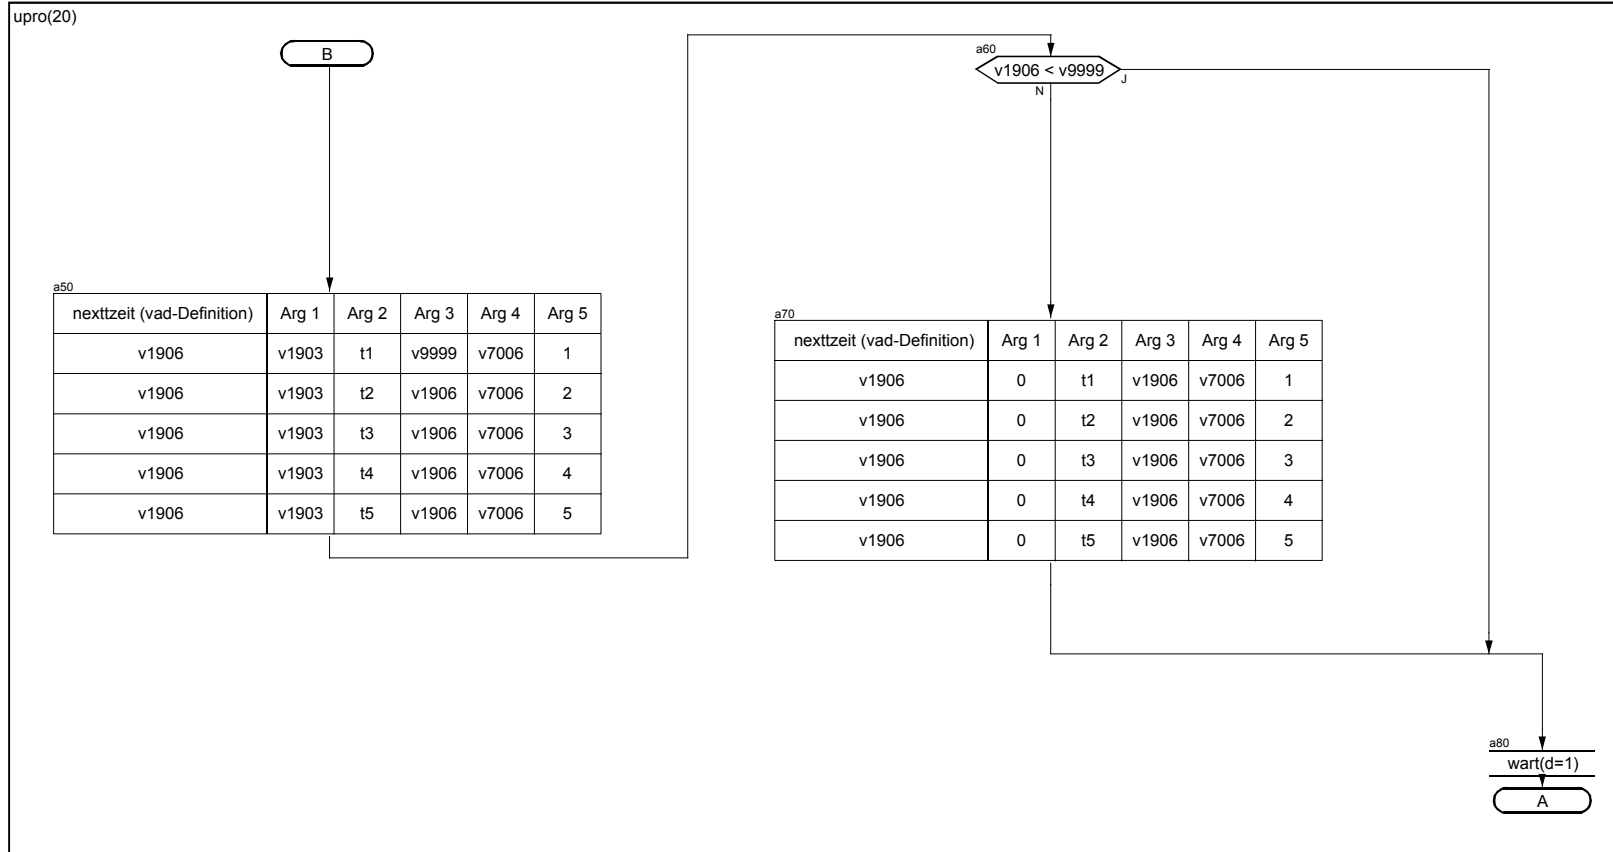 upro(20)
B
a60
v1906 < v9999
J
N
a50
nexttzeit (vad-Definition) Arg 1 Arg 2 Arg 3 Arg 4 Arg 5
v1906 v1903 t1 v9999 v7006 1
v1906 v1903 t2 v1906 v7006 2
v1906 v1903 t3 v1906 v7006 3
v1906 v1903 t4 v1906 v7006 4
v1906 v1903 t5 v1906 v7006 5
a70
nexttzeit (vad-Definition) Arg 1 Arg 2 Arg 3 Arg 4 Arg 5
v1906 0 t1 v1906 v7006 1
v1906 0 t2 v1906 v7006 2
v1906 0 t3 v1906 v7006 3
v1906 0 t4 v1906 v7006 4
v1906 0 t5 v1906 v7006 5
a80
wart(d=1)
A